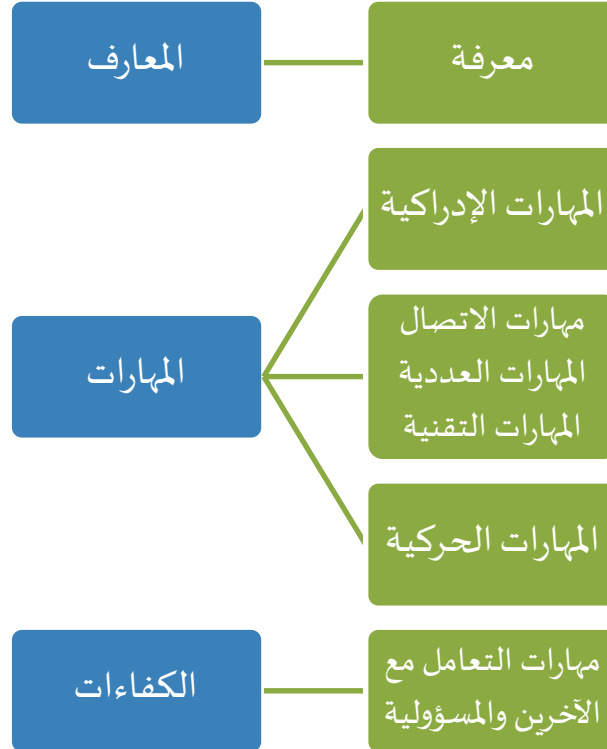 المعارف
معرفة
المهارات
المهارات الإدراكية
مهارات الاتصال
المهارات العددية
المهارات التقنية
المهارات الحركية
الكفاءات
مهارات التعامل مع
الآخرين والمسؤولية